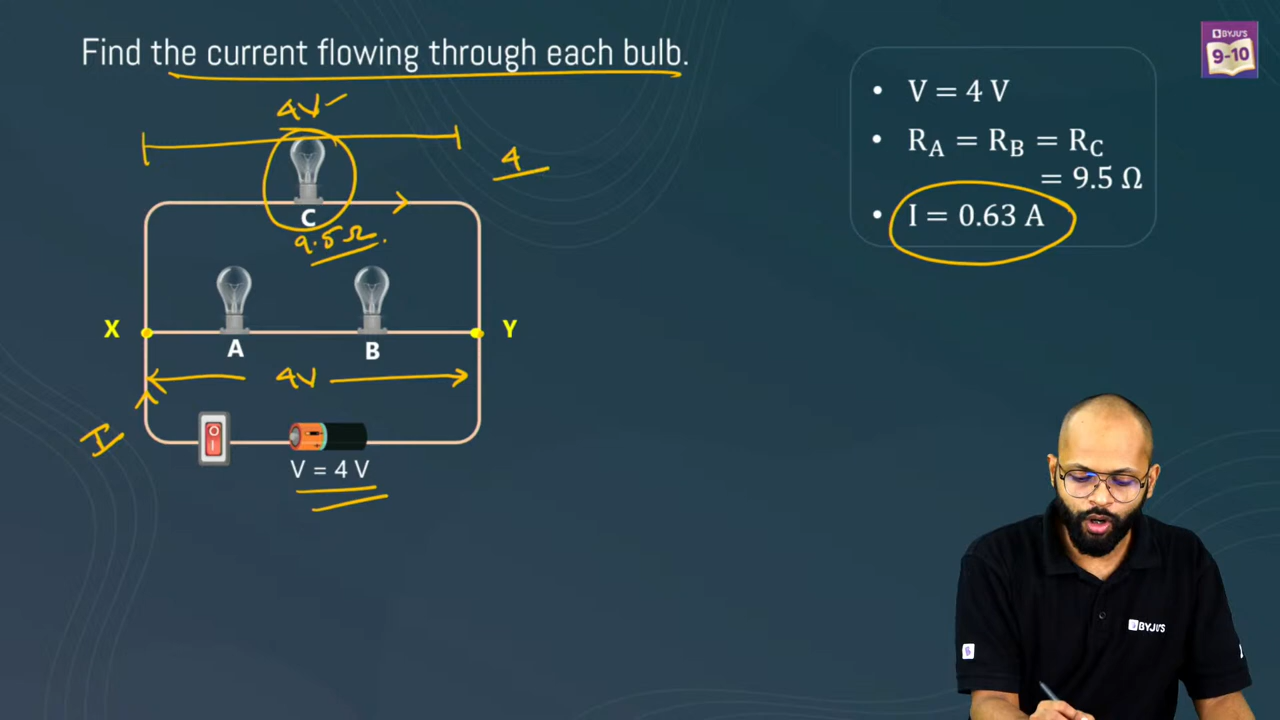 Find the current flowing through each bulb.
BYJU'S
9-10
4V
4
C
9.5 Ω.
• V = 4 V
• R_A = R_B = R_C
= 9.5 Ω
• I = 0.63 A
X
A
B
Y
4V
I
V = 4 V
BYJU'S